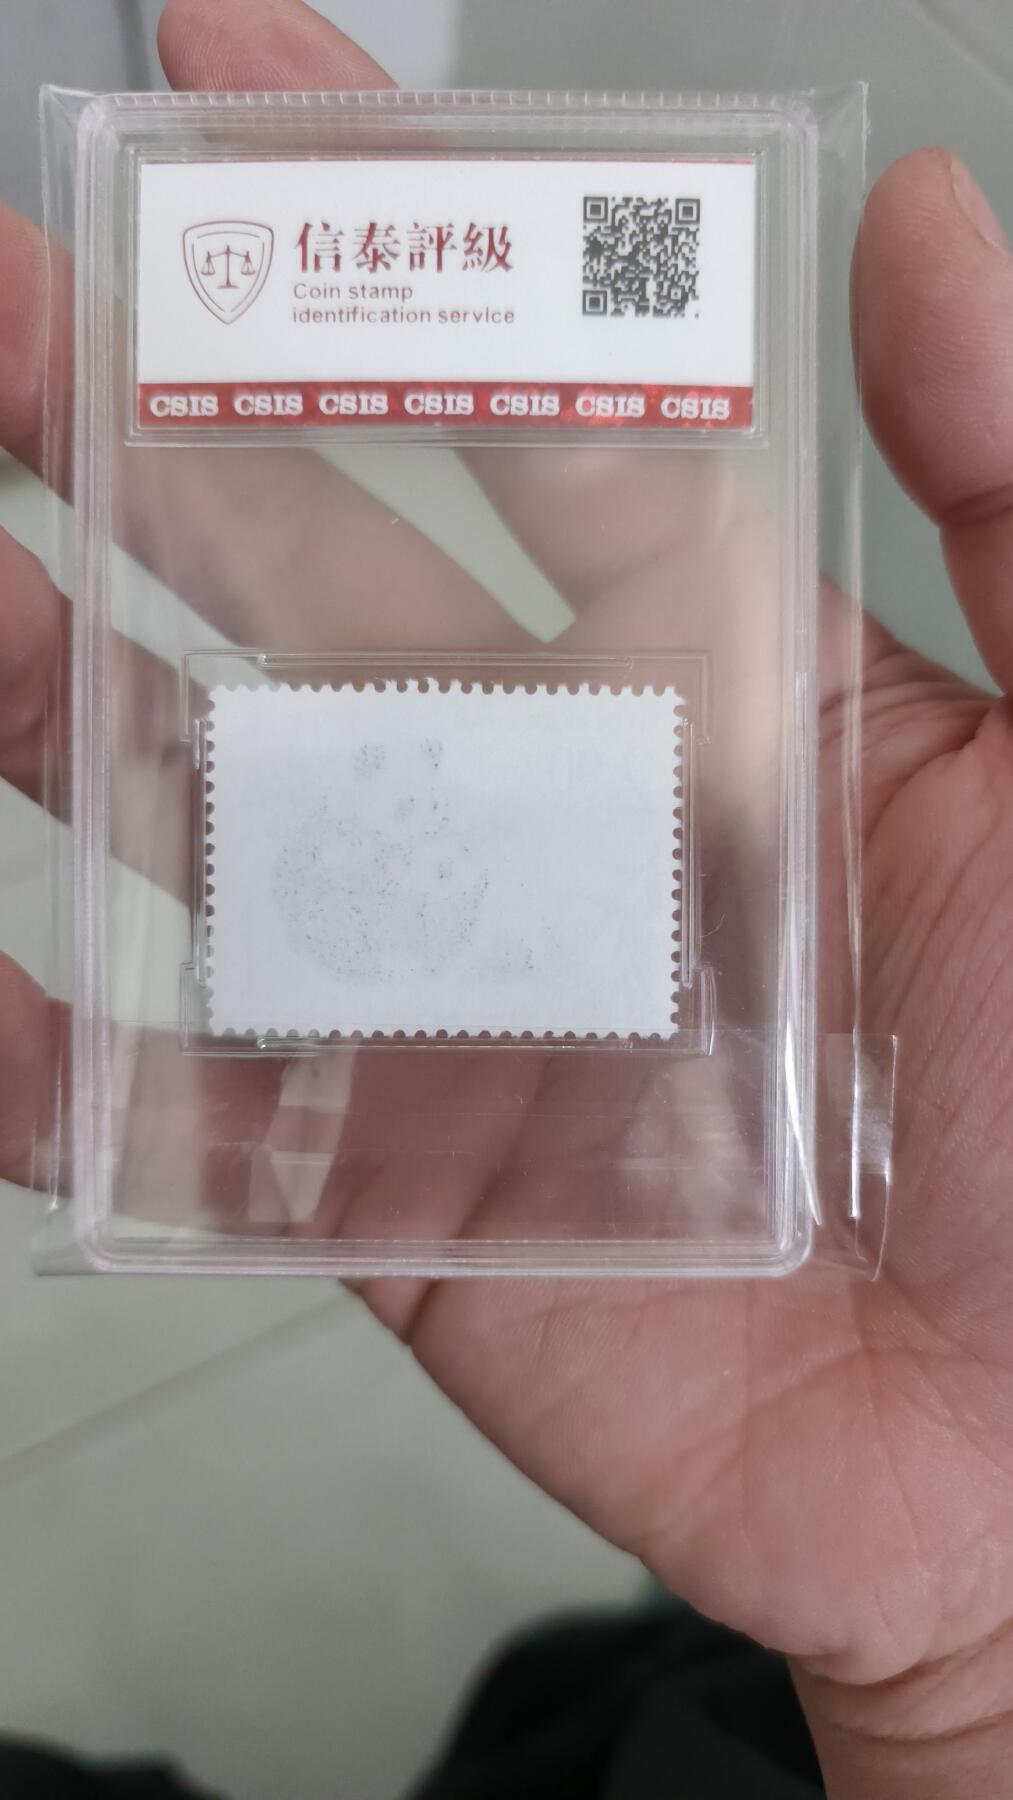 信泰評級
Coin stamp
identification service
CSIS CSIS CSIS CSIS CSIS CSIS CSIS